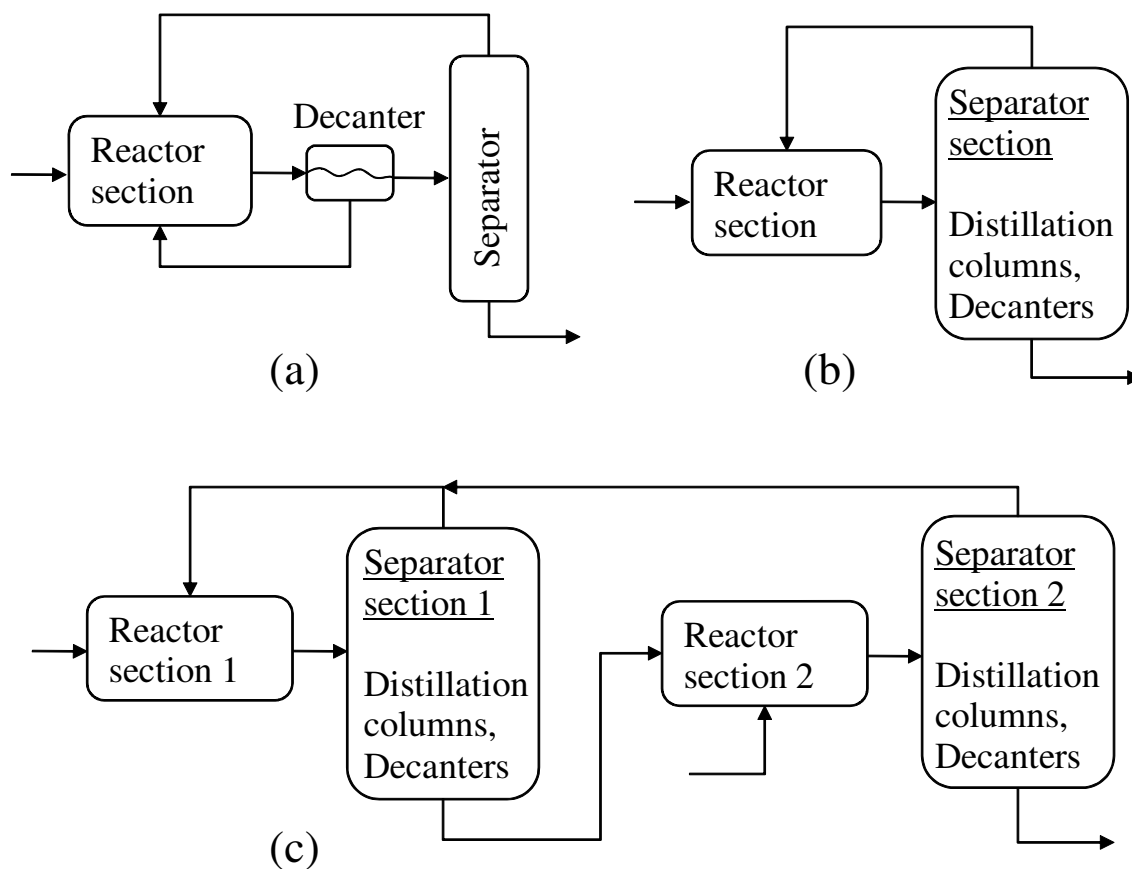 Reactor
section
Decanter
Separator
(a)
Reactor
section
Separator
section
Distillation
columns,
Decanters
(b)
Reactor
section 1
Separator
section 1
Distillation
columns,
Decanters
Reactor
section 2
Separator
section 2
Distillation
columns,
Decanters
(c)